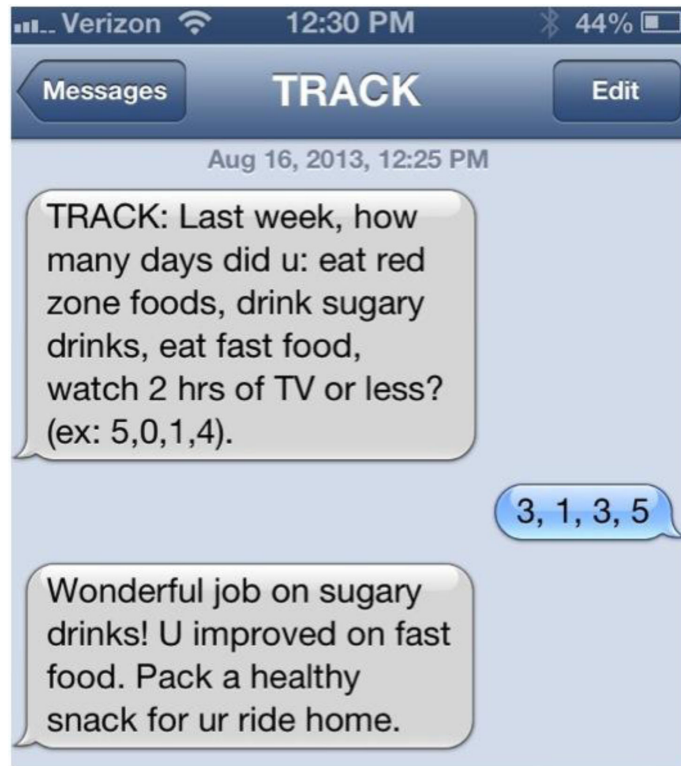 Verizon 12:30 PM 44%
Messages TRACK Edit
Aug 16, 2013, 12:25 PM
TRACK: Last week, how
many days did u: eat red
zone foods, drink sugary
drinks, eat fast food,
watch 2 hrs of TV or less?
(ex: 5,0,1,4).
3, 1, 3, 5
Wonderful job on sugary
drinks! U improved on fast
food. Pack a healthy
snack for ur ride home.